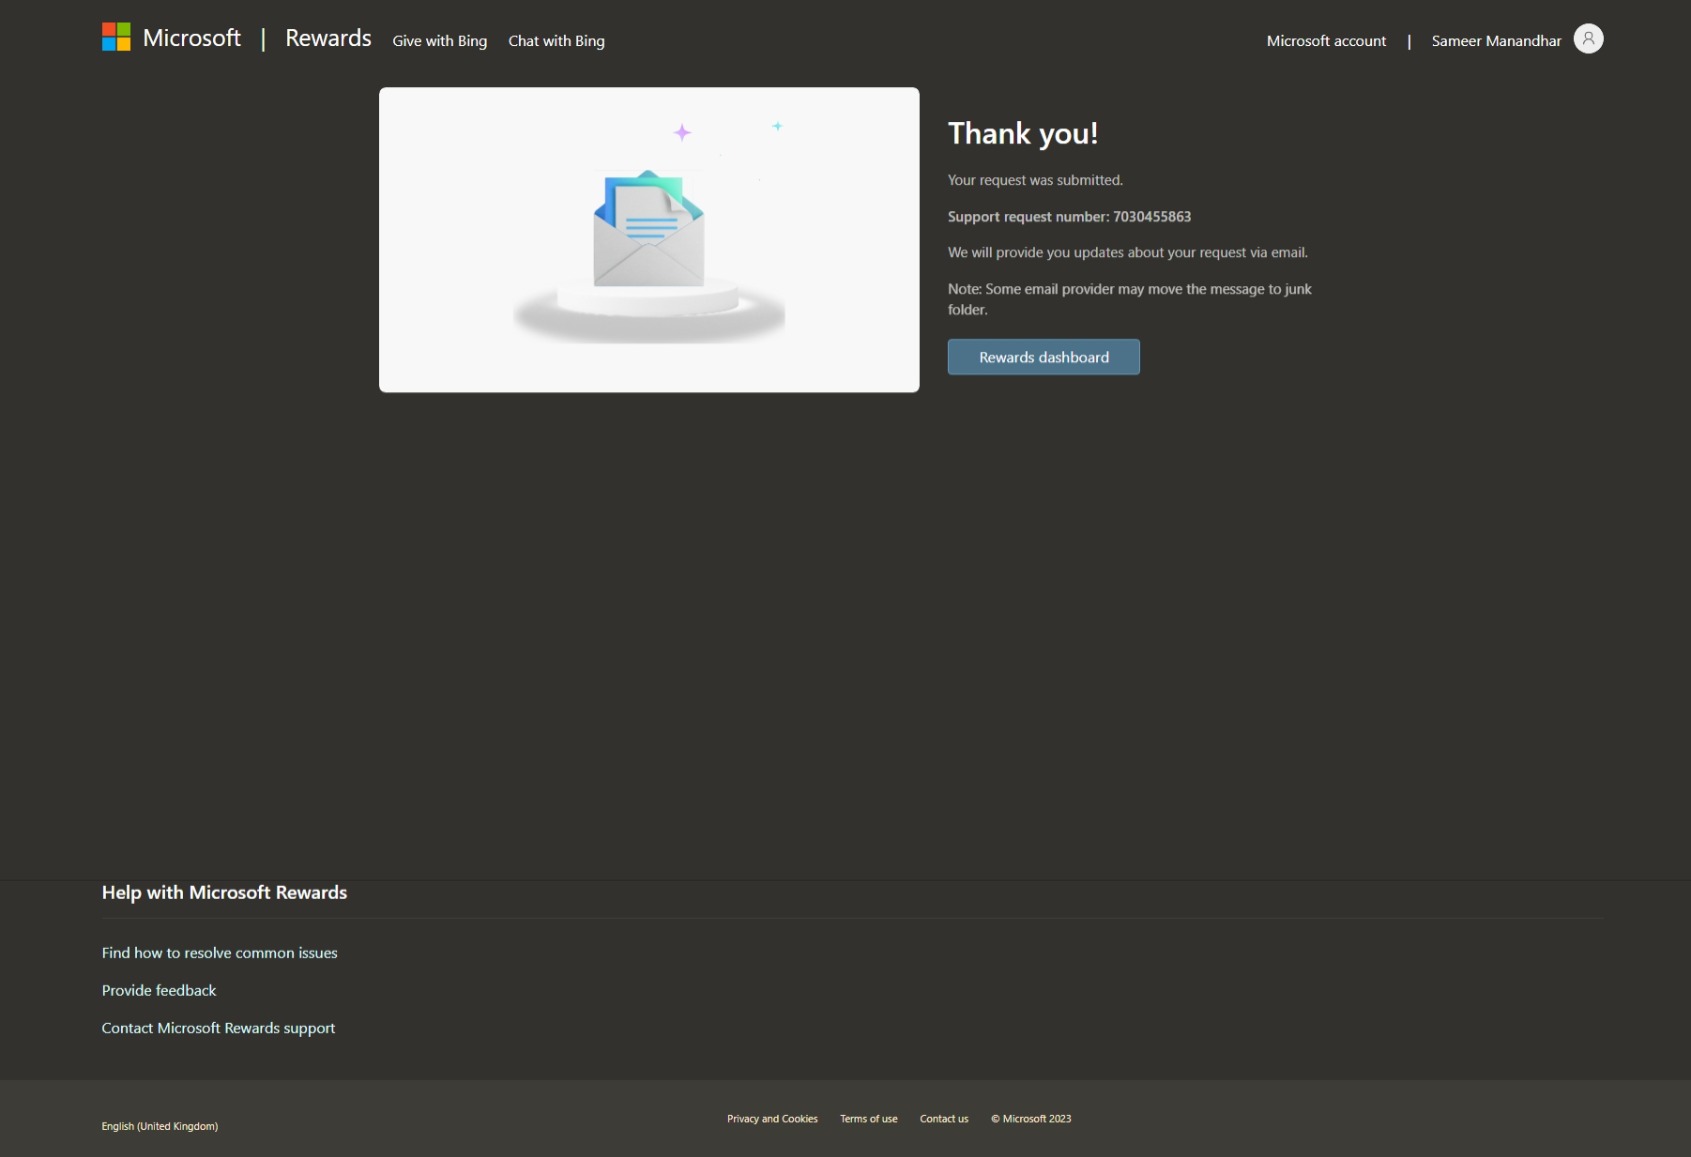 Microsoft | Rewards Give with Bing Chat with Bing Microsoft account | Sameer Manandhar
Thank you!
Your request was submitted.
Support request number: 7030455863
We will provide you updates about your request via email.
Note: Some email provider may move the message to junk
folder.
Rewards dashboard
Help with Microsoft Rewards
Find how to resolve common issues
Provide feedback
Contact Microsoft Rewards support
English (United Kingdom)
Privacy and Cookies Terms of use Contact us © Microsoft 2023